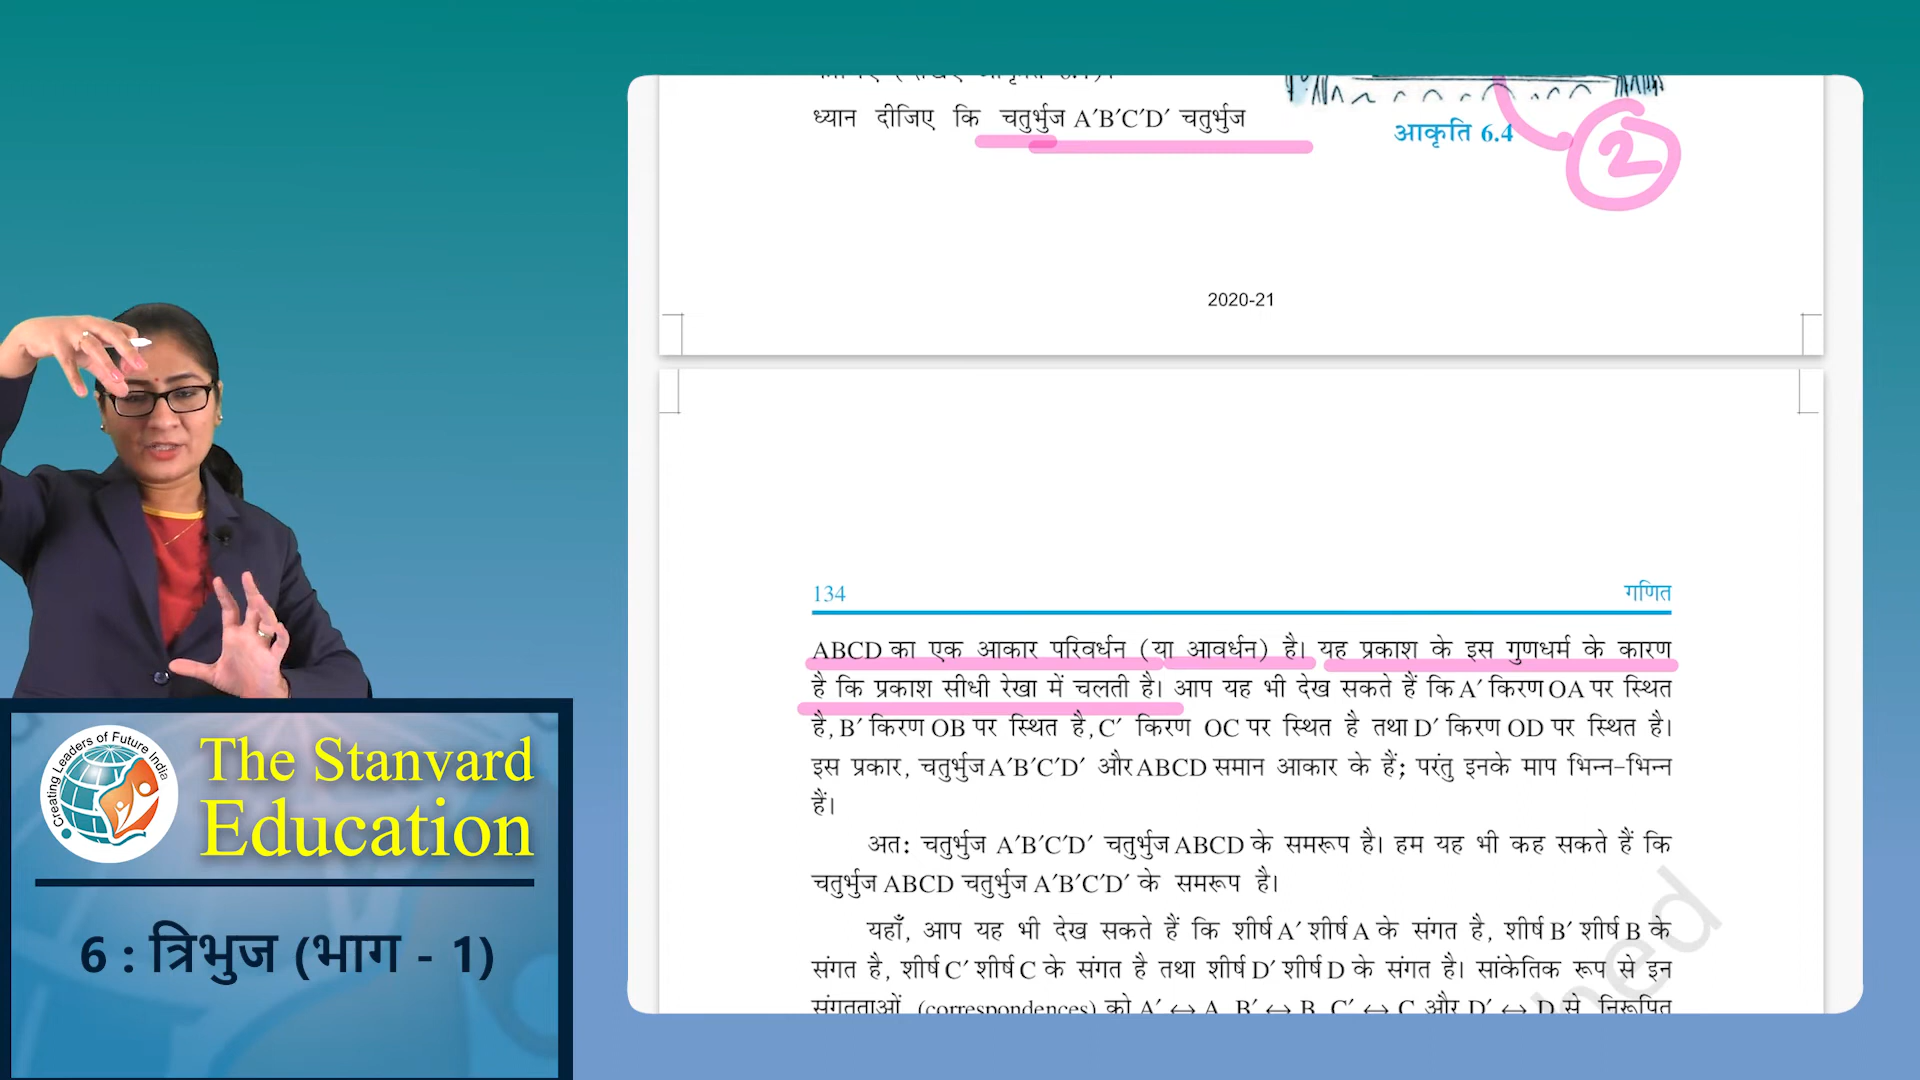 ध्यान दीजिए कि चतुर्भुज A′B′C′D′ चतुर्भुज
आकृति 6.4
2
2020-21
134
गणित
ABCD का एक आकार परिवर्धन (या आवर्धन) है। यह प्रकाश के इस गुणधर्म के कारण
है कि प्रकाश सीधी रेखा में चलती है। आप यह भी देख सकते हैं कि A′ किरण OA पर स्थित
है, B′ किरण OB पर स्थित है, C′ किरण OC पर स्थित है तथा D′ किरण OD पर स्थित है।
इस प्रकार, चतुर्भुज A′B′C′D′ और ABCD समान आकार के हैं; परंतु इनके माप भिन्न-भिन्न
हैं।
अत: चतुर्भुज A′B′C′D′ चतुर्भुज ABCD के समरूप है। हम यह भी कह सकते हैं कि
चतुर्भुज ABCD चतुर्भुज A′B′C′D′ के समरूप है।
यहाँ, आप यह भी देख सकते हैं कि शीर्ष A′ शीर्ष A के संगत है, शीर्ष B′ शीर्ष B के
संगत है, शीर्ष C′ शीर्ष C के संगत है तथा शीर्ष D′ शीर्ष D के संगत है। सांकेतिक रूप से इन
संगतताओं (correspondences) को A′ ↔ A, B′ ↔ B, C′ ↔ C और D′ ↔ D से निरूपित
Creating Leaders of Future India
The Stanvard
Education
6 : त्रिभुज (भाग - 1)